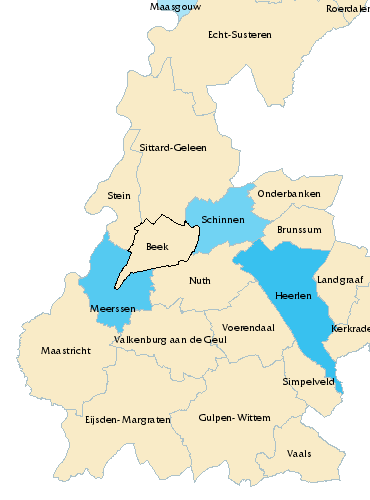 Maasgouw
Roerdalen
Echt-Susteren
Sittard-Geleen
Stein
Onderbanken
Schinnen
Brunssum
Beek
Nuth
Landgraaf
Heerlen
Meerssen
Voerendaal
Kerkrade
Valkenburg aan de Geul
Maastricht
Simpelveld
Eijsden-Margraten
Gulpen-Wittem
Vaals